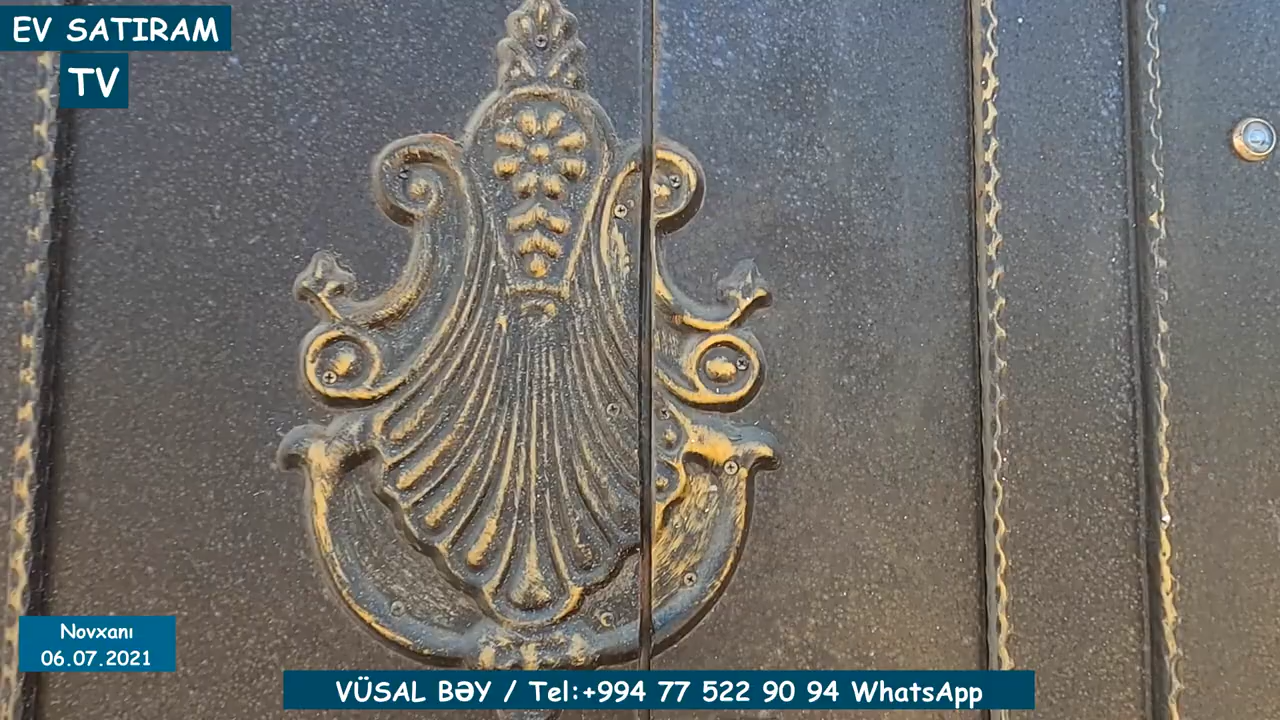 EV SATIRAM
TV
Novxanı
06.07.2021
VÜSAL BƏY / Tel:+994 77 522 90 94 WhatsApp